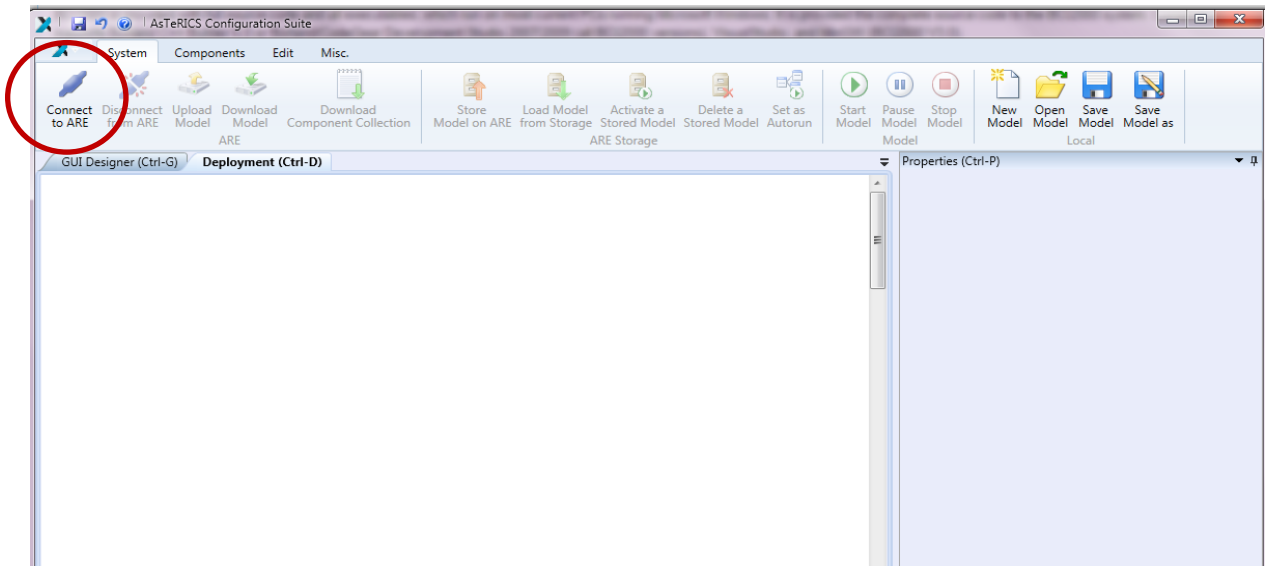 AsTeRICS Configuration Suite
System Components Edit Misc.
Connect to ARE
Disconnect from ARE
Upload Model
Download Model
Download Component Collection
ARE
Store Model on ARE
Load Model from Storage
Activate a Stored Model
Delete a Stored Model
Set as Autorun
ARE Storage
Start Model
Pause Model
Stop Model
Model
New Model
Open Model
Save Model
Save Model as
Local
GUI Designer (Ctrl-G) Deployment (Ctrl-D)
Properties (Ctrl-P)